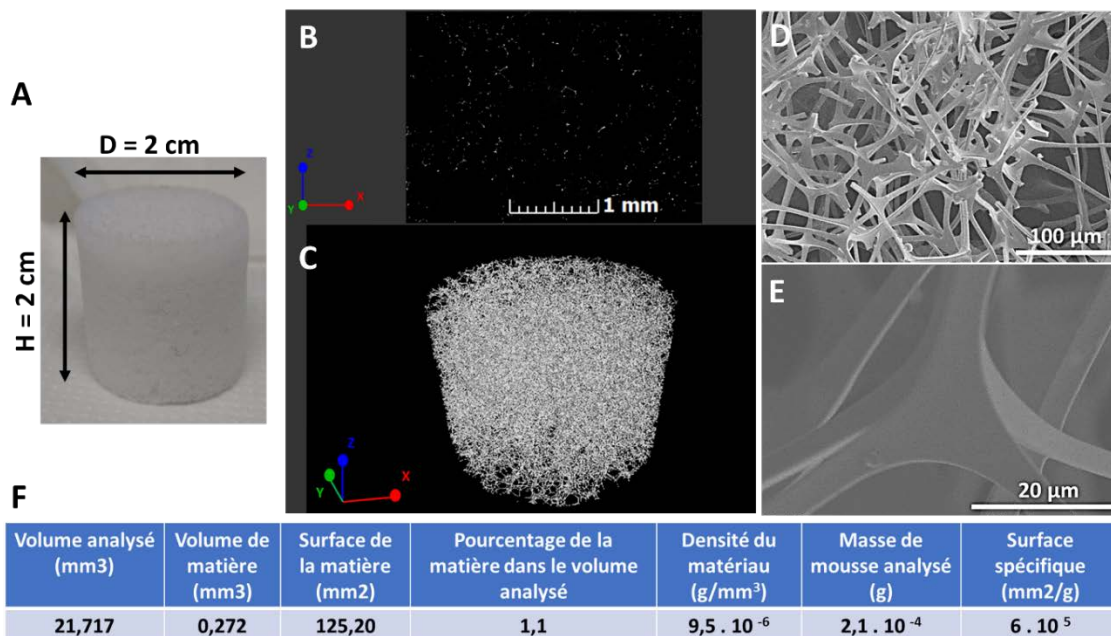 A
D = 2 cm
H = 2 cm
B
Z
Y
X
1 mm
C
Z
Y
X
D
100 µm
E
20 µm
F
Volume analysé (mm3)
Volume de matière (mm3)
Surface de la matière (mm2)
Pourcentage de la matière dans le volume analysé
Densité du matériau (g/mm³)
Masse de mousse analysé (g)
Surface spécifique (mm2/g)
21,717
0,272
125,20
1,1
9,5 . 10 ⁻⁶
2,1 . 10 ⁻⁴
6 . 10 ⁵